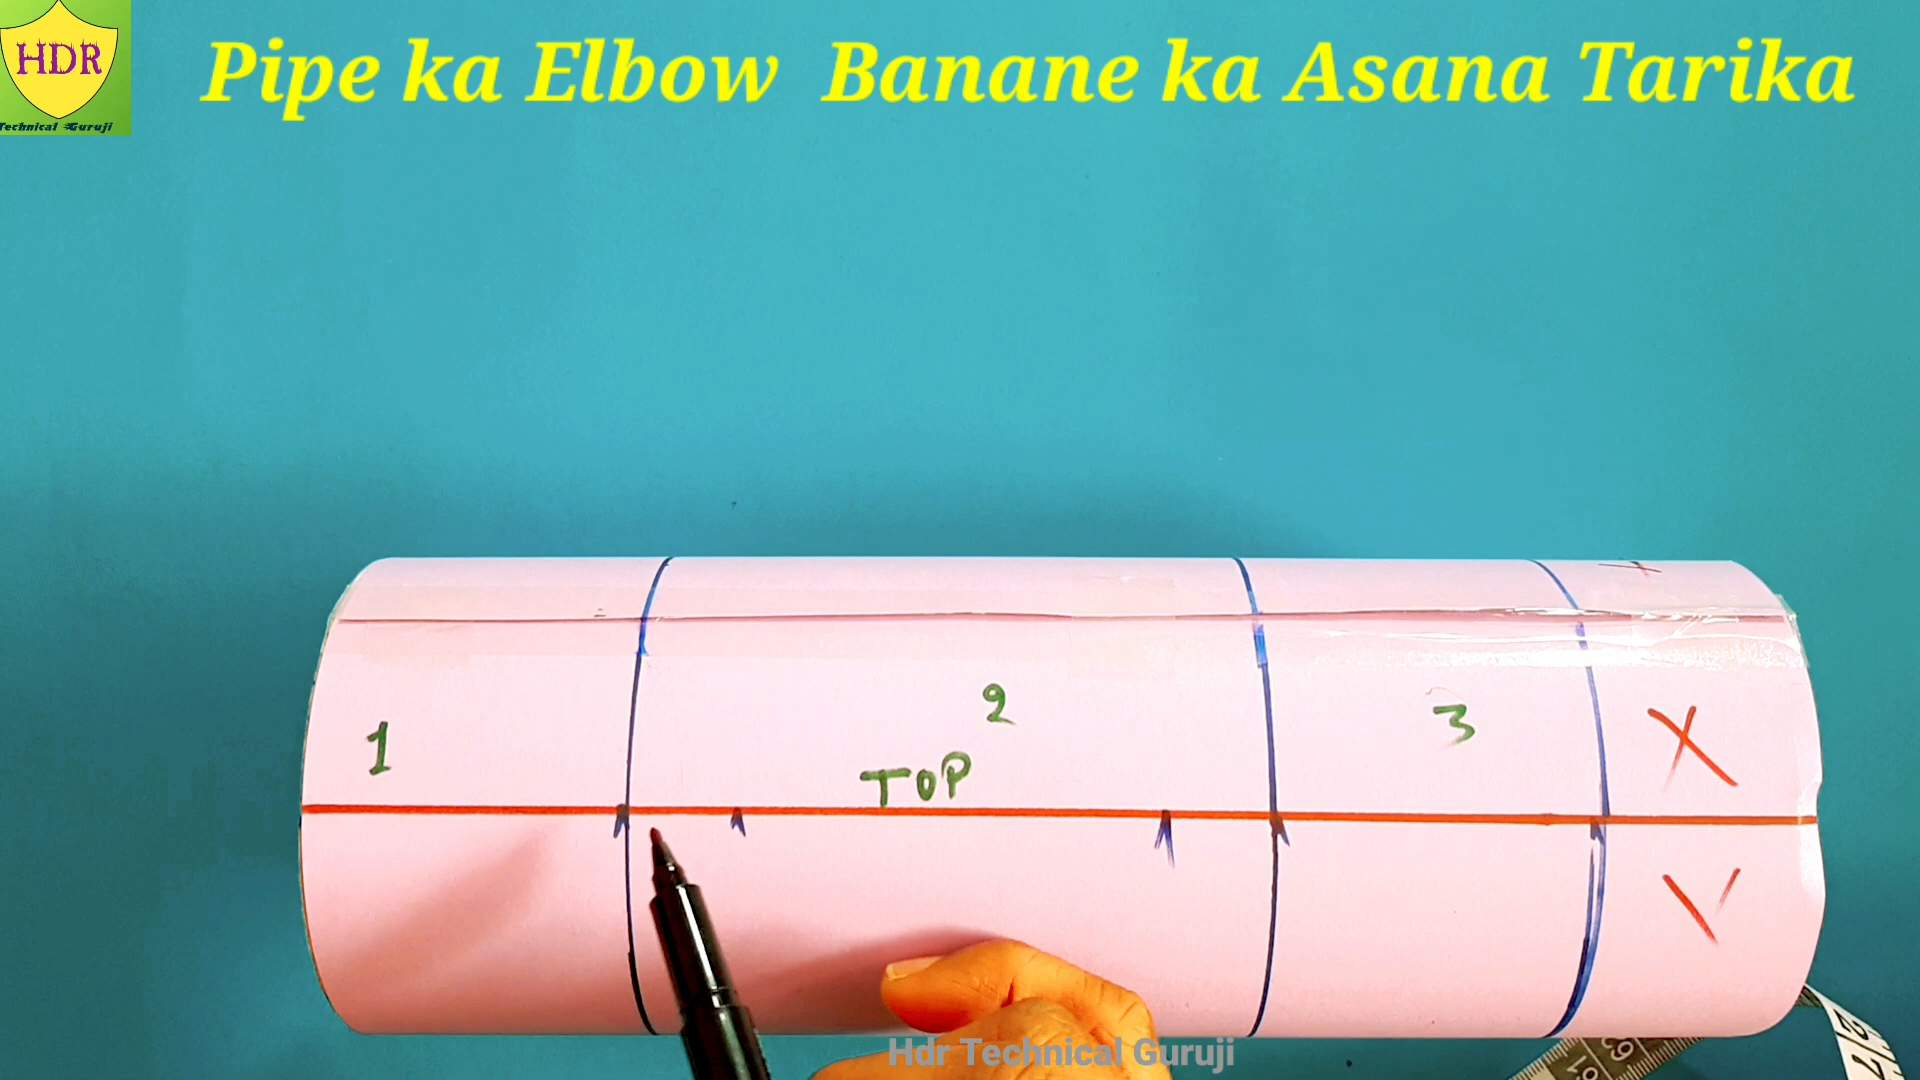 HDR
Technical Guruji
Pipe ka Elbow Banane ka Asana Tarika
1
2
TOP
3
X
Hdr Technical Guruji